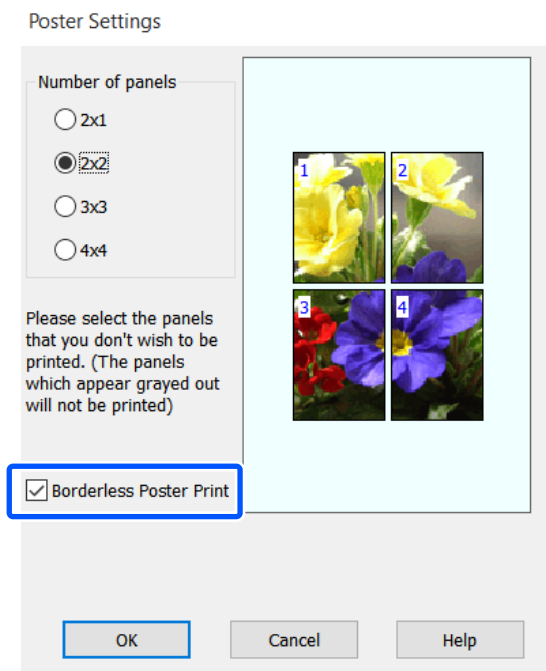 Poster Settings
Number of panels
2x1
2x2
3x3
4x4
Please select the panels
that you don't wish to be
printed. (The panels
which appear grayed out
will not be printed)
Borderless Poster Print
1
2
3
4
OK
Cancel
Help